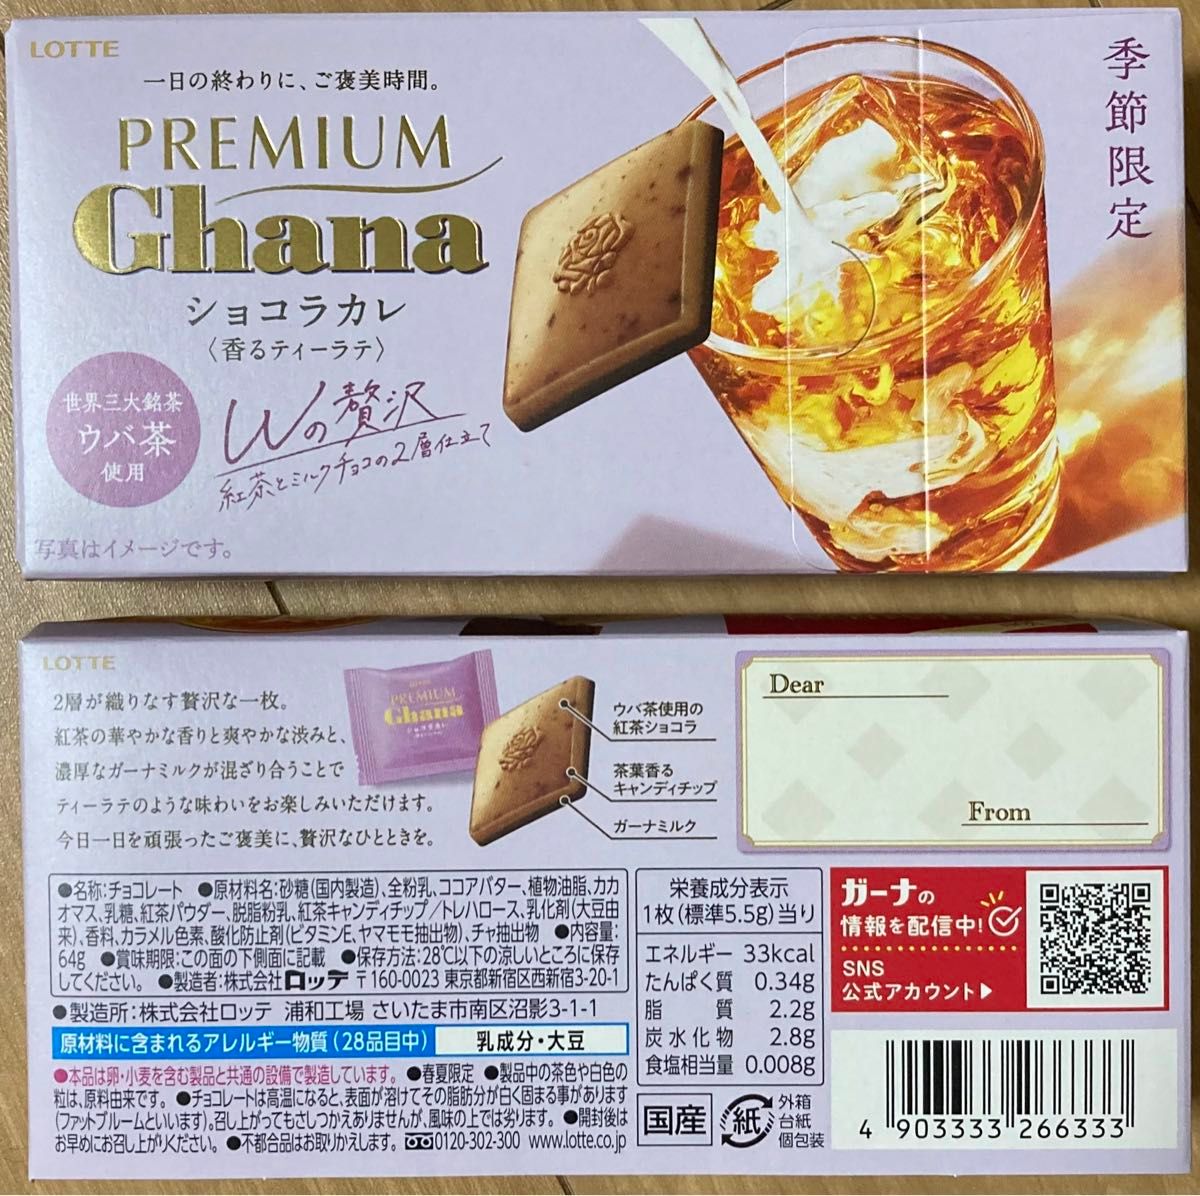 LOTTE
一日の終わりに、ご褒美時間。
PREMIUM
Ghana
ショコラカレ
〈香るティーラテ〉
世界三大銘茶
ウバ茶
使用
Wの贅沢
紅茶とミルクチョコの2層仕立て
写真はイメージです。
季節限定
LOTTE
2層が織りなす贅沢な一枚。
紅茶の華やかな香りと爽やかな渋みと、
濃厚なガーナミルクが混ざり合うことで
ティーラテのような味わいをお楽しみいただけます。
今日一日を頑張ったご褒美に、贅沢なひとときを。
PREMIUM
Ghana
ショコラカレ
ウバ茶使用の
紅茶ショコラ
茶葉香る
キャンディチップ
ガーナミルク
Dear
From
●名称:チョコレート ●原材料名:砂糖(国内製造)、全粉乳、ココアバター、植物油脂、カカ
オマス、乳糖、紅茶パウダー、脱脂粉乳、紅茶キャンディチップ/トレハロース、乳化剤(大豆由
来)、香料、カラメル色素、酸化防止剤(ビタミンE、ヤマモモ抽出物)、チャ抽出物 ●内容量:
64g ●賞味期限:この面の下側面に記載 ●保存方法:28℃以下の涼しいところに保存
してください。 ●製造者:株式会社ロッテ 〒160-0023 東京都新宿区西新宿3-20-1
●製造所:株式会社ロッテ 浦和工場 さいたま市南区沼影3-1-1
原材料に含まれるアレルギー物質(28品目中) 乳成分・大豆
●本品は卵・小麦を含む製品と共通の設備で製造しています。 ●春夏限定 ●製品中の茶色や白色の
粒は、原料由来です。 ●チョコレートは高温になると、表面が溶けてその脂肪分が白く固まる事があります
(ファットブルームといいます)。召し上がってもさしつかえありませんが、風味の上では劣ります。 ●開封後は
お早めにお召し上がりください。 ●不都合品はお取りかえします。 0120-302-300 www.lotte.co.jp
栄養成分表示
1枚(標準5.5g)当り
エネルギー 33kcal
たんぱく質 0.34g
脂質 2.2g
炭水化物 2.8g
食塩相当量 0.008g
国産
紙
外箱
台紙
個包装
ガーナの
情報を配信中!
SNS
公式アカウント▶
4 903333 266333